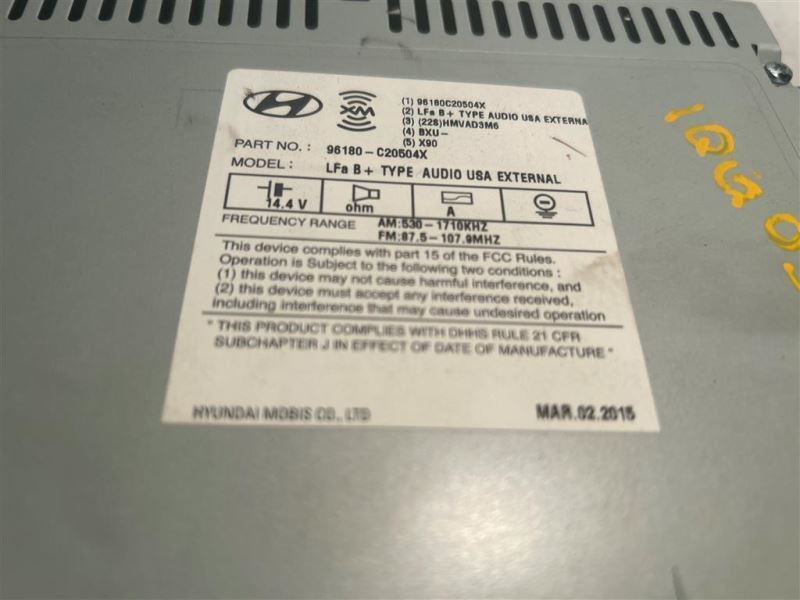 XM
(1) 96180C20504X
(2) LFa B+ TYPE AUDIO USA EXTERNA
(3) (228)HMVAD3M6
(4) BXU-
(5) X90
PART NO. : 96180-C20504X
MODEL : LFa B+ TYPE AUDIO USA EXTERNAL
14.4 V ohm A
FREQUENCY RANGE AM:530-1710KHZ
FM:87.5-107.9MHZ
This device complies with part 15 of the FCC Rules.
Operation is Subject to the following two conditions :
(1) this device may not cause harmful interference, and
(2) this device must accept any interference received,
including interference that may cause undesired operation
* THIS PRODUCT COMPLIES WITH DHHS RULE 21 CFR
SUBCHAPTER J IN EFFECT OF DATE OF MANUFACTURE *
HYUNDAI MOBIS CO., LTD MAR.02.2015